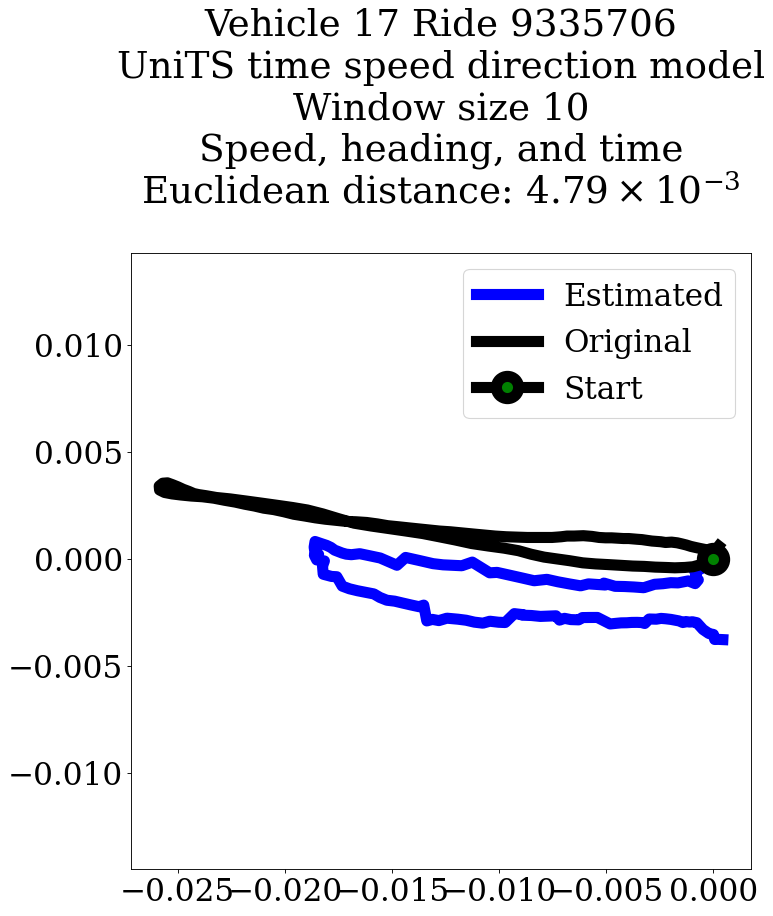 Vehicle 17 Ride 9335706
UniTS time speed direction model
Window size 10
Speed, heading, and time
Euclidean distance: 4.79 × 10⁻³
Estimated
Original
Start
0.010
0.005
0.000
−0.005
−0.010
−0.025 −0.020 −0.015 −0.010 −0.005 0.000